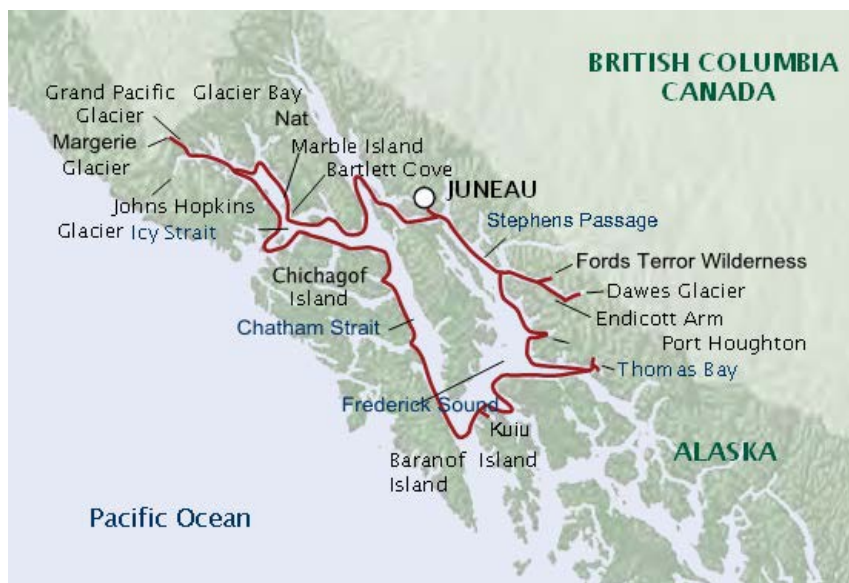 BRITISH COLUMBIA
CANADA
Grand Pacific
Glacier
Glacier Bay
Nat
Margerie
Glacier
Marble Island
Bartlett Cove
JUNEAU
Johns Hopkins
Glacier
Icy Strait
Stephens Passage
Fords Terror Wilderness
Chichagof
Island
Dawes Glacier
Endicott Arm
Chatham Strait
Port Houghton
Thomas Bay
Frederick Sound
Kuiu
Island
Baranof
Island
ALASKA
Pacific Ocean